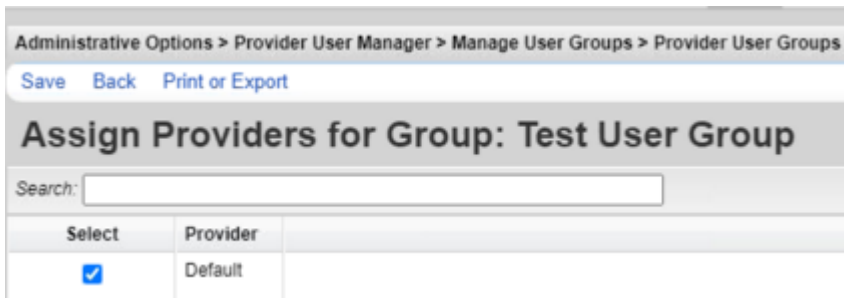 Administrative Options > Provider User Manager > Manage User Groups > Provider User Groups
Save Back Print or Export
Assign Providers for Group: Test User Group
Search:
Select Provider
Default